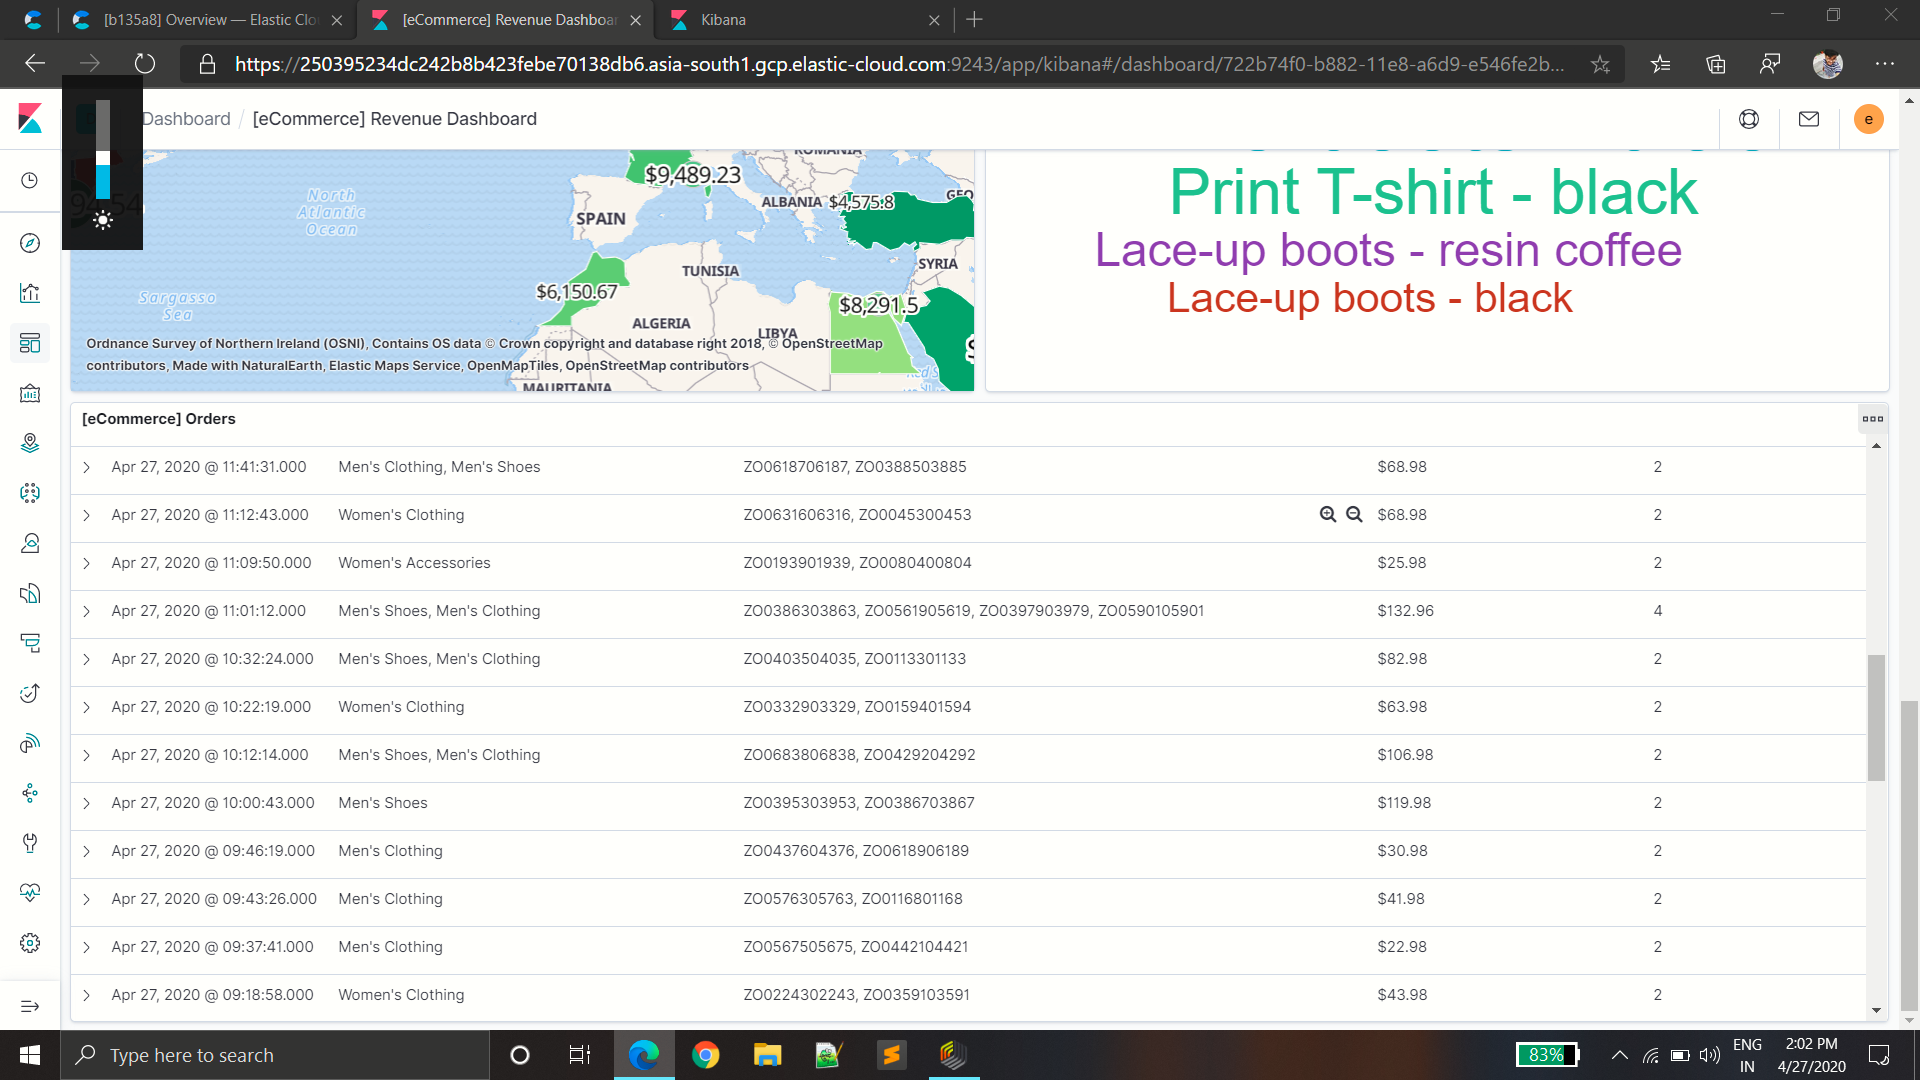 [b135a8] Overview — Elastic Clo
[eCommerce] Revenue Dashboar
Kibana
https://250395234dc242b8b423febe70138db6.asia-south1.gcp.elastic-cloud.com:9243/app/kibana#/dashboard/722b74f0-b882-11e8-a6d9-e546fe2b...
Dashboard / [eCommerce] Revenue Dashboard
e
ROMANIA
$9,489.23
North
Atlantic
Ocean
SPAIN
ALBANIA
$4,575.8
GEO
TUNISIA
SYRIA
Sargasso
Sea
$6,150.67
$8,291.5
ALGERIA
LIBYA
Ordnance Survey of Northern Ireland (OSNI), Contains OS data © Crown copyright and database right 2018, © OpenStreetMap
contributors, Made with NaturalEarth, Elastic Maps Service, OpenMapTiles, OpenStreetMap contributors
MAURITANIA
Print T-shirt - black
Lace-up boots - resin coffee
Lace-up boots - black
[eCommerce] Orders
Apr 27, 2020 @ 11:41:31.000 Men's Clothing, Men's Shoes ZO0618706187, ZO0388503885 $68.98 2
Apr 27, 2020 @ 11:12:43.000 Women's Clothing ZO0631606316, ZO0045300453 $68.98 2
Apr 27, 2020 @ 11:09:50.000 Women's Accessories ZO0193901939, ZO0080400804 $25.98 2
Apr 27, 2020 @ 11:01:12.000 Men's Shoes, Men's Clothing ZO0386303863, ZO0561905619, ZO0397903979, ZO0590105901 $132.96 4
Apr 27, 2020 @ 10:32:24.000 Men's Shoes, Men's Clothing ZO0403504035, ZO0113301133 $82.98 2
Apr 27, 2020 @ 10:22:19.000 Women's Clothing ZO0332903329, ZO0159401594 $63.98 2
Apr 27, 2020 @ 10:12:14.000 Men's Shoes, Men's Clothing ZO0683806838, ZO0429204292 $106.98 2
Apr 27, 2020 @ 10:00:43.000 Men's Shoes ZO0395303953, ZO0386703867 $119.98 2
Apr 27, 2020 @ 09:46:19.000 Men's Clothing ZO0437604376, ZO0618906189 $30.98 2
Apr 27, 2020 @ 09:43:26.000 Men's Clothing ZO0576305763, ZO0116801168 $41.98 2
Apr 27, 2020 @ 09:37:41.000 Men's Clothing ZO0567505675, ZO0442104421 $22.98 2
Apr 27, 2020 @ 09:18:58.000 Women's Clothing ZO0224302243, ZO0359103591 $43.98 2
Type here to search
83%
ENG
IN
2:02 PM
4/27/2020